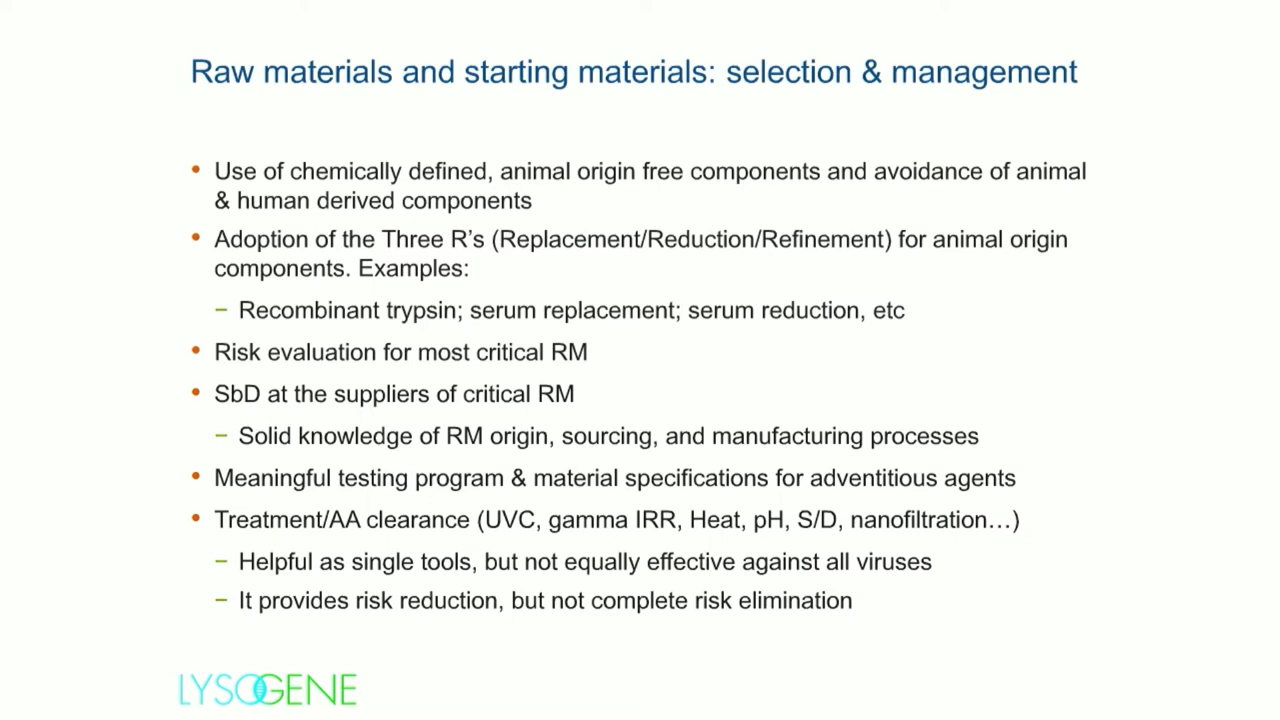 Raw materials and starting materials: selection & management
• Use of chemically defined, animal origin free components and avoidance of animal
& human derived components
• Adoption of the Three R's (Replacement/Reduction/Refinement) for animal origin
components. Examples:
− Recombinant trypsin; serum replacement; serum reduction, etc
• Risk evaluation for most critical RM
• SbD at the suppliers of critical RM
− Solid knowledge of RM origin, sourcing, and manufacturing processes
• Meaningful testing program & material specifications for adventitious agents
• Treatment/AA clearance (UVC, gamma IRR, Heat, pH, S/D, nanofiltration…)
− Helpful as single tools, but not equally effective against all viruses
− It provides risk reduction, but not complete risk elimination
LYSOGENE